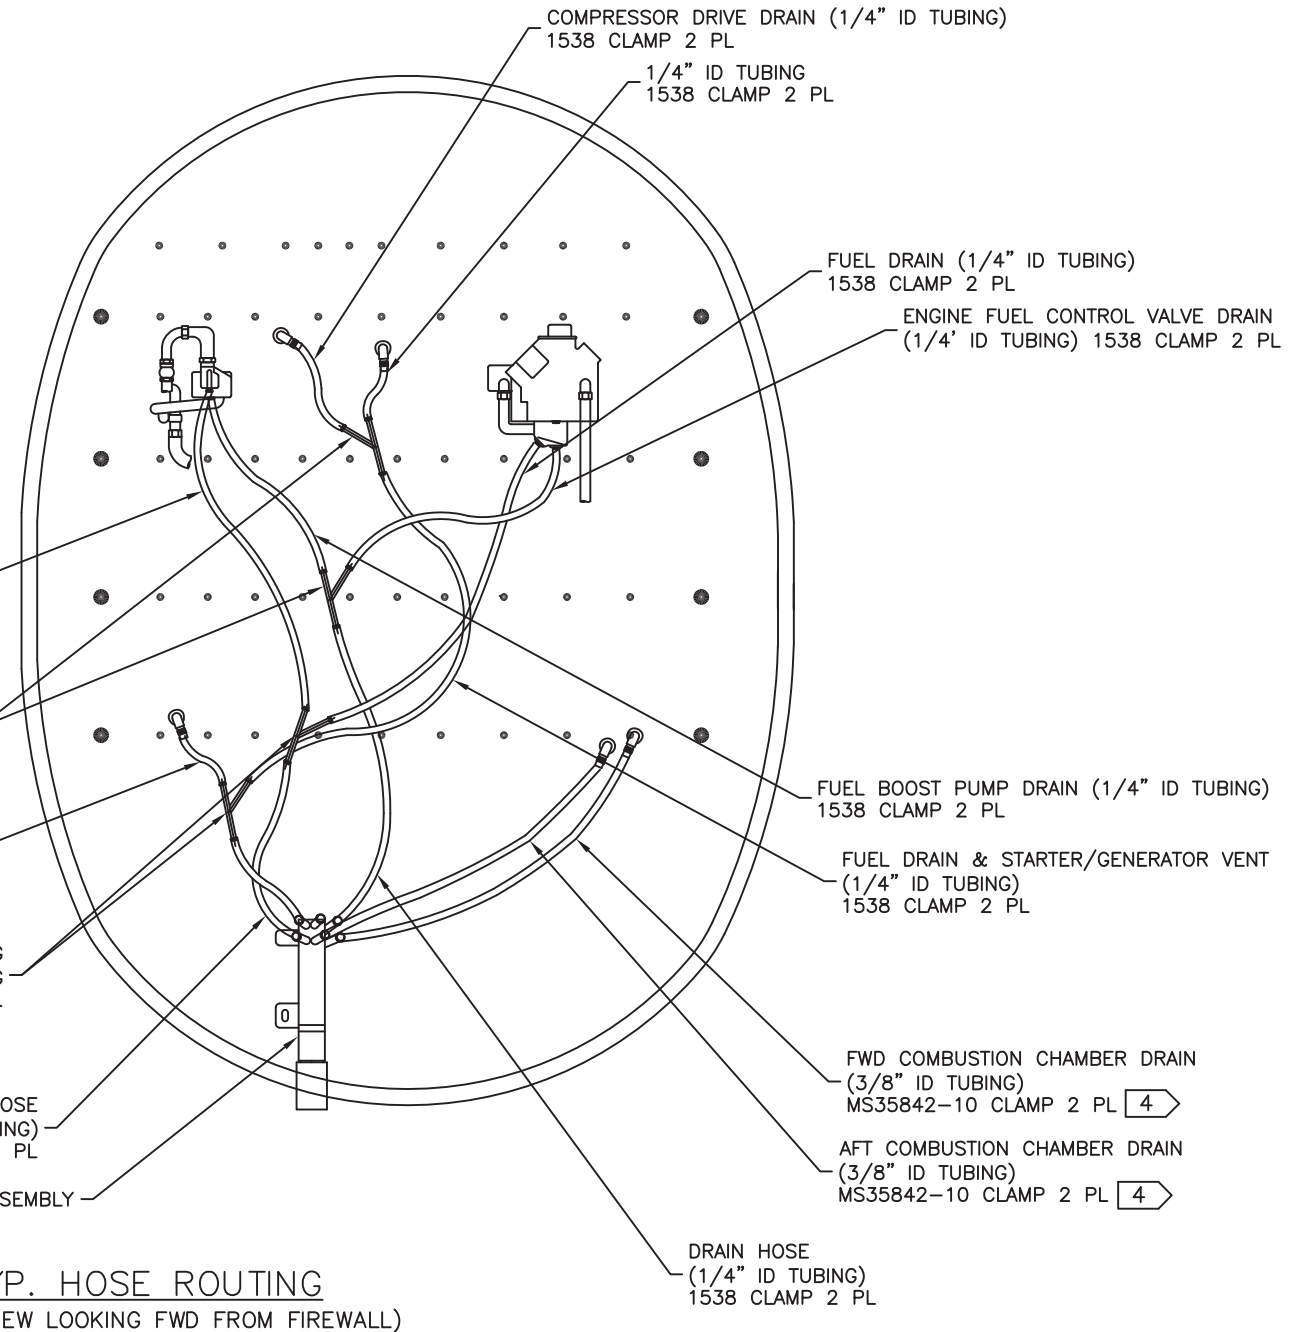 COMPRESSOR DRIVE DRAIN (1/4” ID TUBING)
1538 CLAMP 2 PL
1/4” ID TUBING
1538 CLAMP 2 PL
FUEL DRAIN (1/4” ID TUBING)
1538 CLAMP 2 PL
ENGINE FUEL CONTROL VALVE DRAIN
(1/4’ ID TUBING) 1538 CLAMP 2 PL
FUEL BOOST PUMP DRAIN (1/4” ID TUBING)
1538 CLAMP 2 PL
FUEL DRAIN & STARTER/GENERATOR VENT
(1/4” ID TUBING)
1538 CLAMP 2 PL
FWD COMBUSTION CHAMBER DRAIN
(3/8” ID TUBING)
MS35842-10 CLAMP 2 PL 4
AFT COMBUSTION CHAMBER DRAIN
(3/8” ID TUBING)
MS35842-10 CLAMP 2 PL 4
DRAIN HOSE
(1/4” ID TUBING)
1538 CLAMP 2 PL
OSE
ING)
PL
SEMBLY
YP. HOSE ROUTING
EW LOOKING FWD FROM FIREWALL)